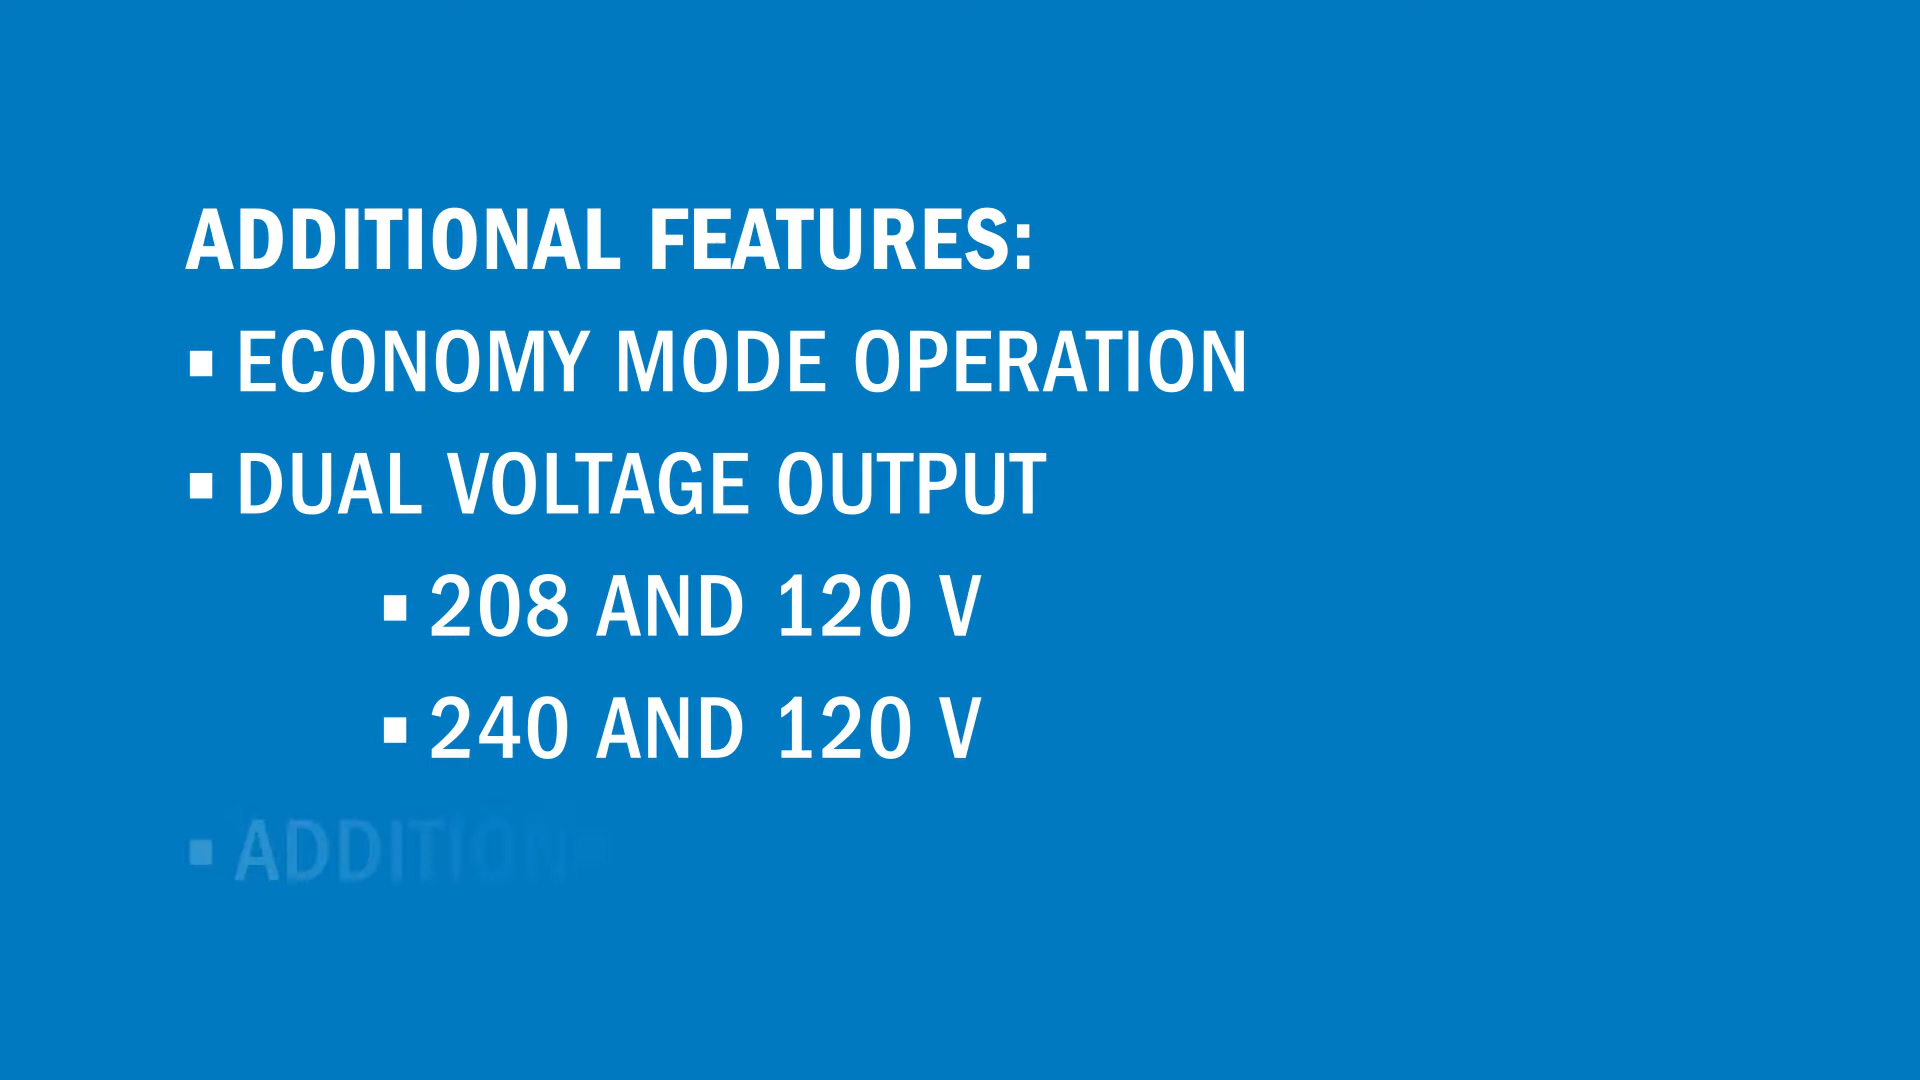 ADDITIONAL FEATURES:
▪ ECONOMY MODE OPERATION
▪ DUAL VOLTAGE OUTPUT
▪ 208 AND 120 V
▪ 240 AND 120 V